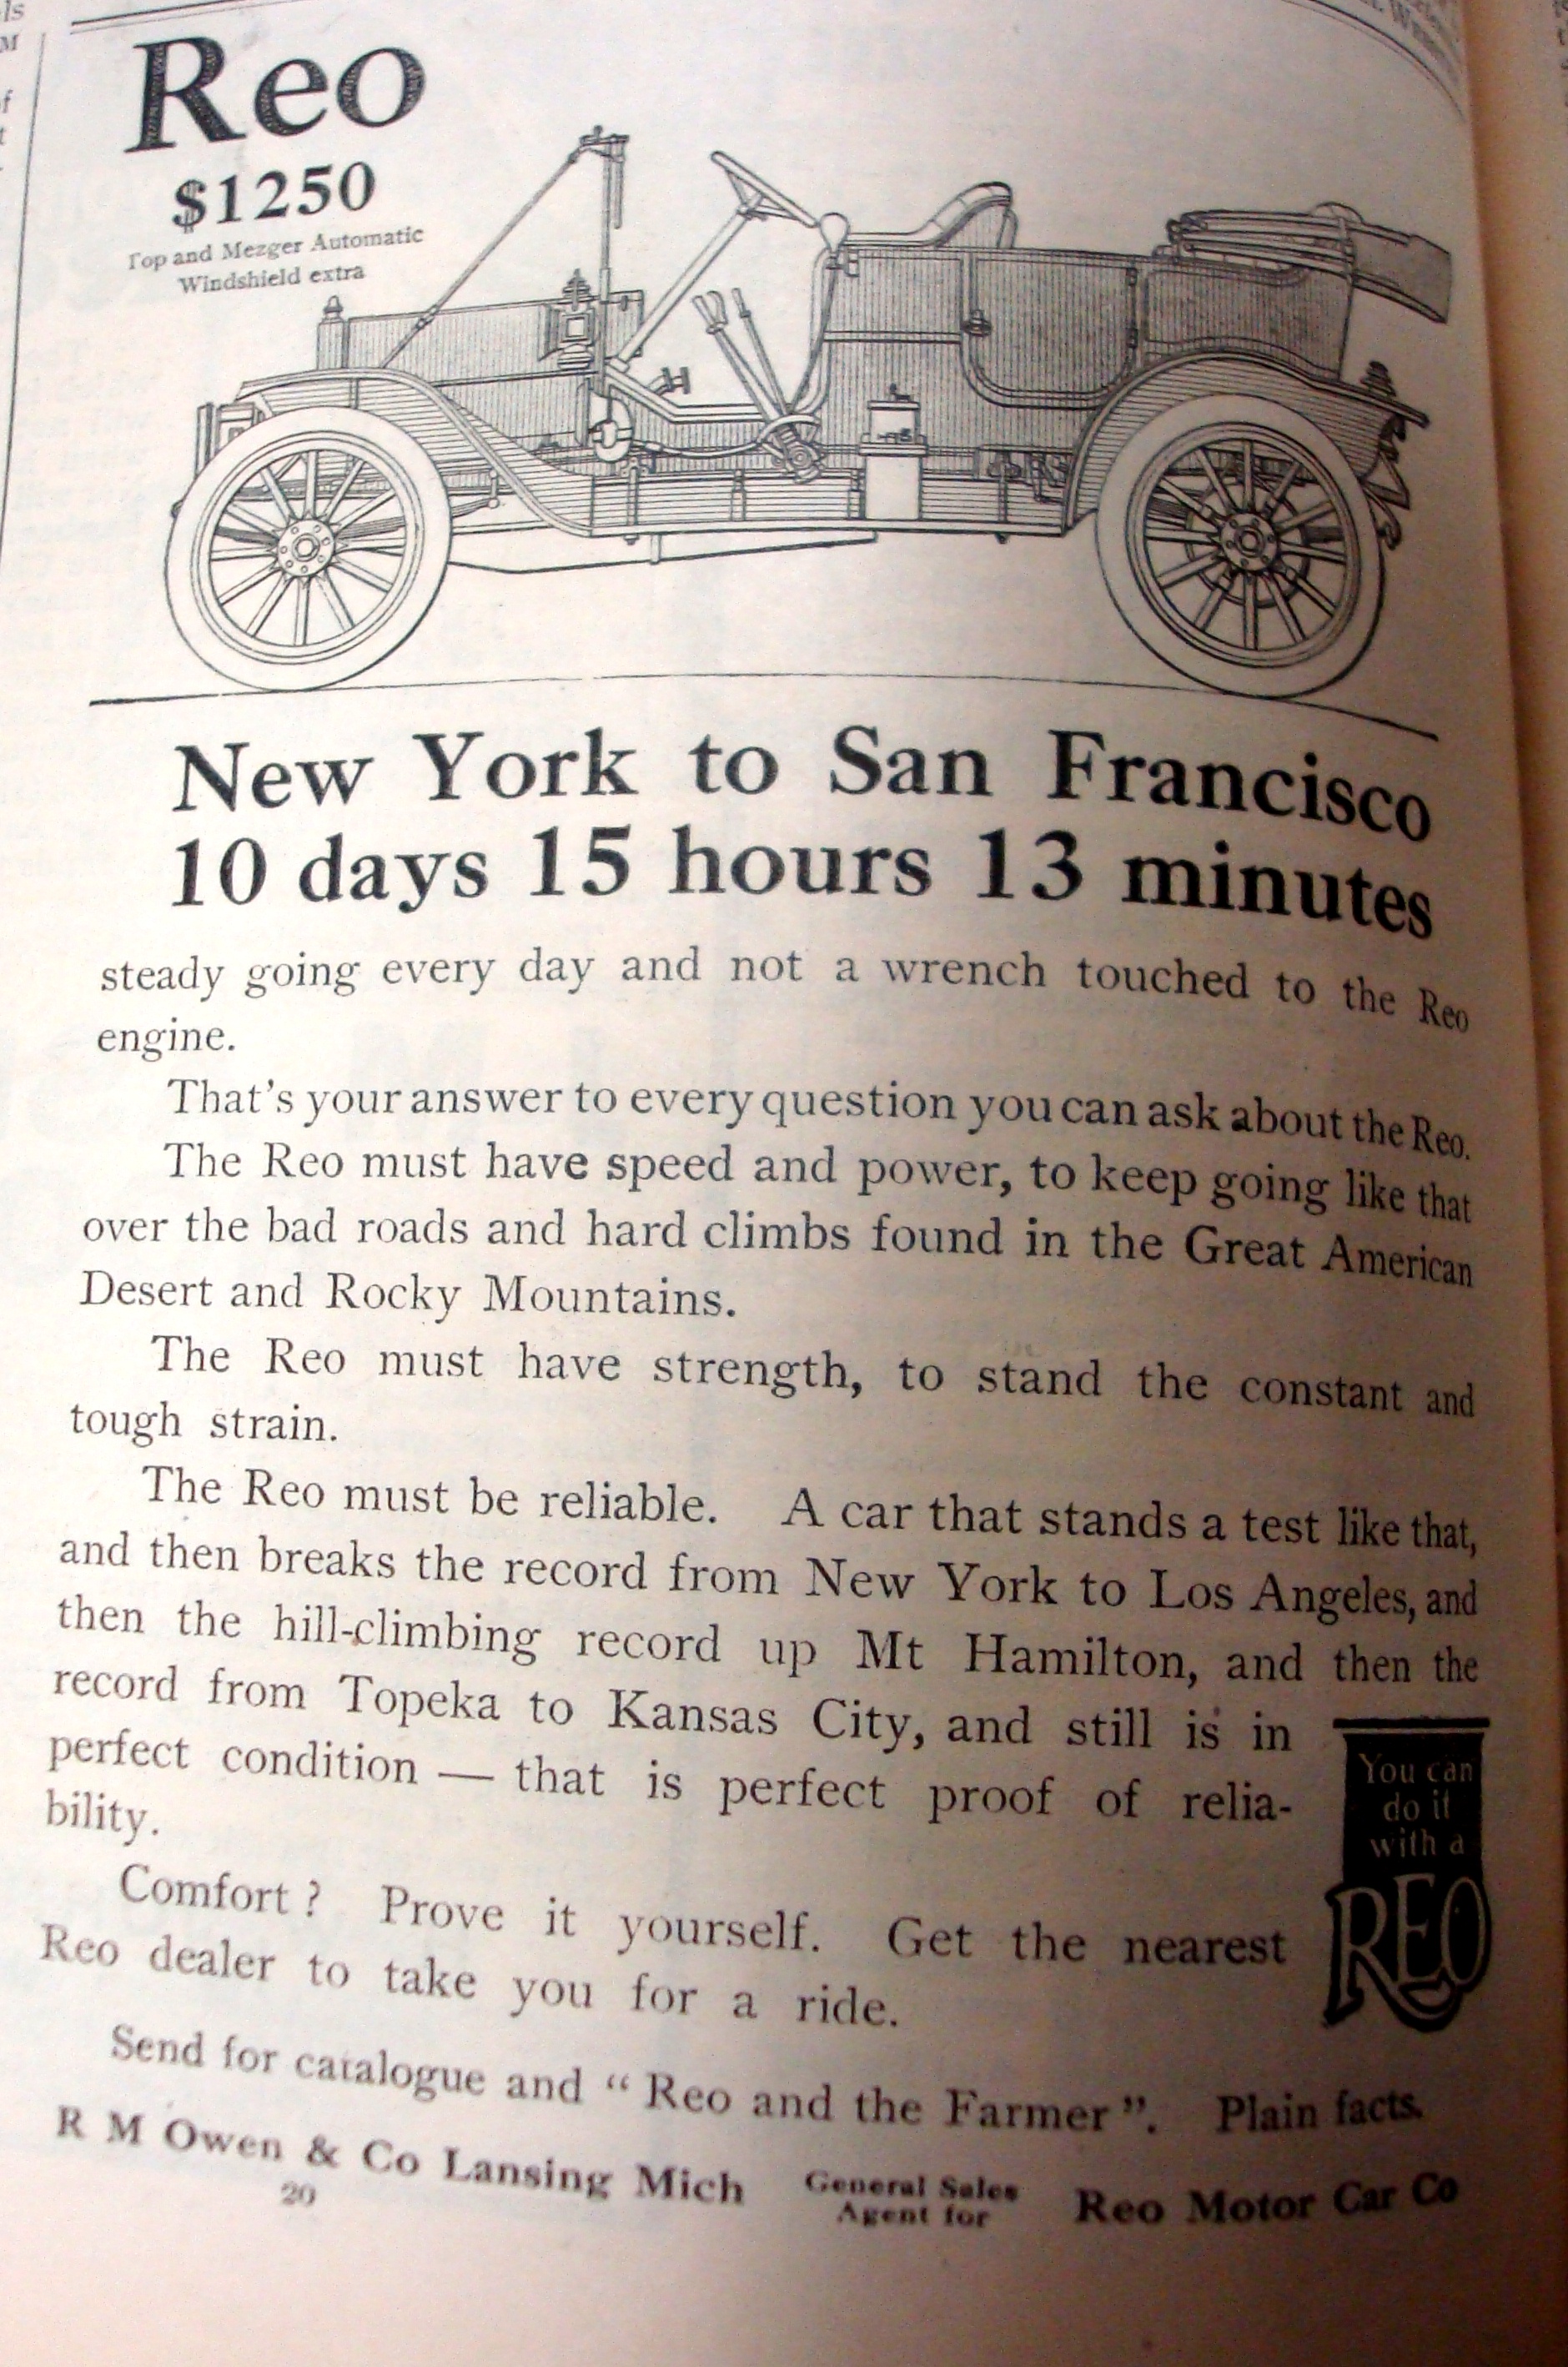 Reo
$1250
Top and Mezger Automatic
Windshield extra
New York to San Francisco
10 days 15 hours 13 minutes
steady going every day and not a wrench touched to the Reo
engine.
That's your answer to every question you can ask about the Reo.
The Reo must have speed and power, to keep going like that
over the bad roads and hard climbs found in the Great American
Desert and Rocky Mountains.
The Reo must have strength, to stand the constant and
tough strain.
The Reo must be reliable. A car that stands a test like that,
and then breaks the record from New York to Los Angeles, and
then the hill-climbing record up Mt Hamilton, and then the
record from Topeka to Kansas City, and still is in
perfect condition — that is perfect proof of relia-
bility.
Comfort? Prove it yourself. Get the nearest
Reo dealer to take you for a ride.
You can
do it
with a
REO
Send for catalogue and "Reo and the Farmer". Plain facts.
R M Owen & Co Lansing Mich General Sales Agent for Reo Motor Car Co
20